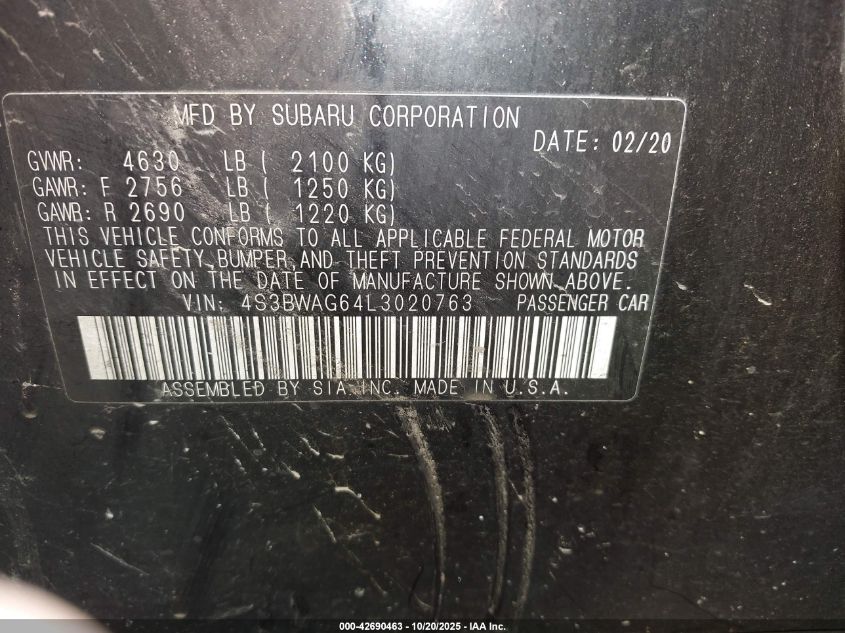 MFD BY SUBARU CORPORATION
DATE: 02/20
GVWR: 4630 LB ( 2100 KG)
GAWR: F 2756 LB ( 1250 KG)
GAWR: R 2690 LB ( 1220 KG)
THIS VEHICLE CONFORMS TO ALL APPLICABLE FEDERAL MOTOR
VEHICLE SAFETY, BUMPER, AND THEFT PREVENTION STANDARDS
IN EFFECT ON THE DATE OF MANUFACTURE SHOWN ABOVE.
VIN: 4S3BWAG64L3020763 PASSENGER CAR
ASSEMBLED BY SIA, INC. MADE IN U.S.A.
000-42690463 - 10/20/2025 - IAA Inc.